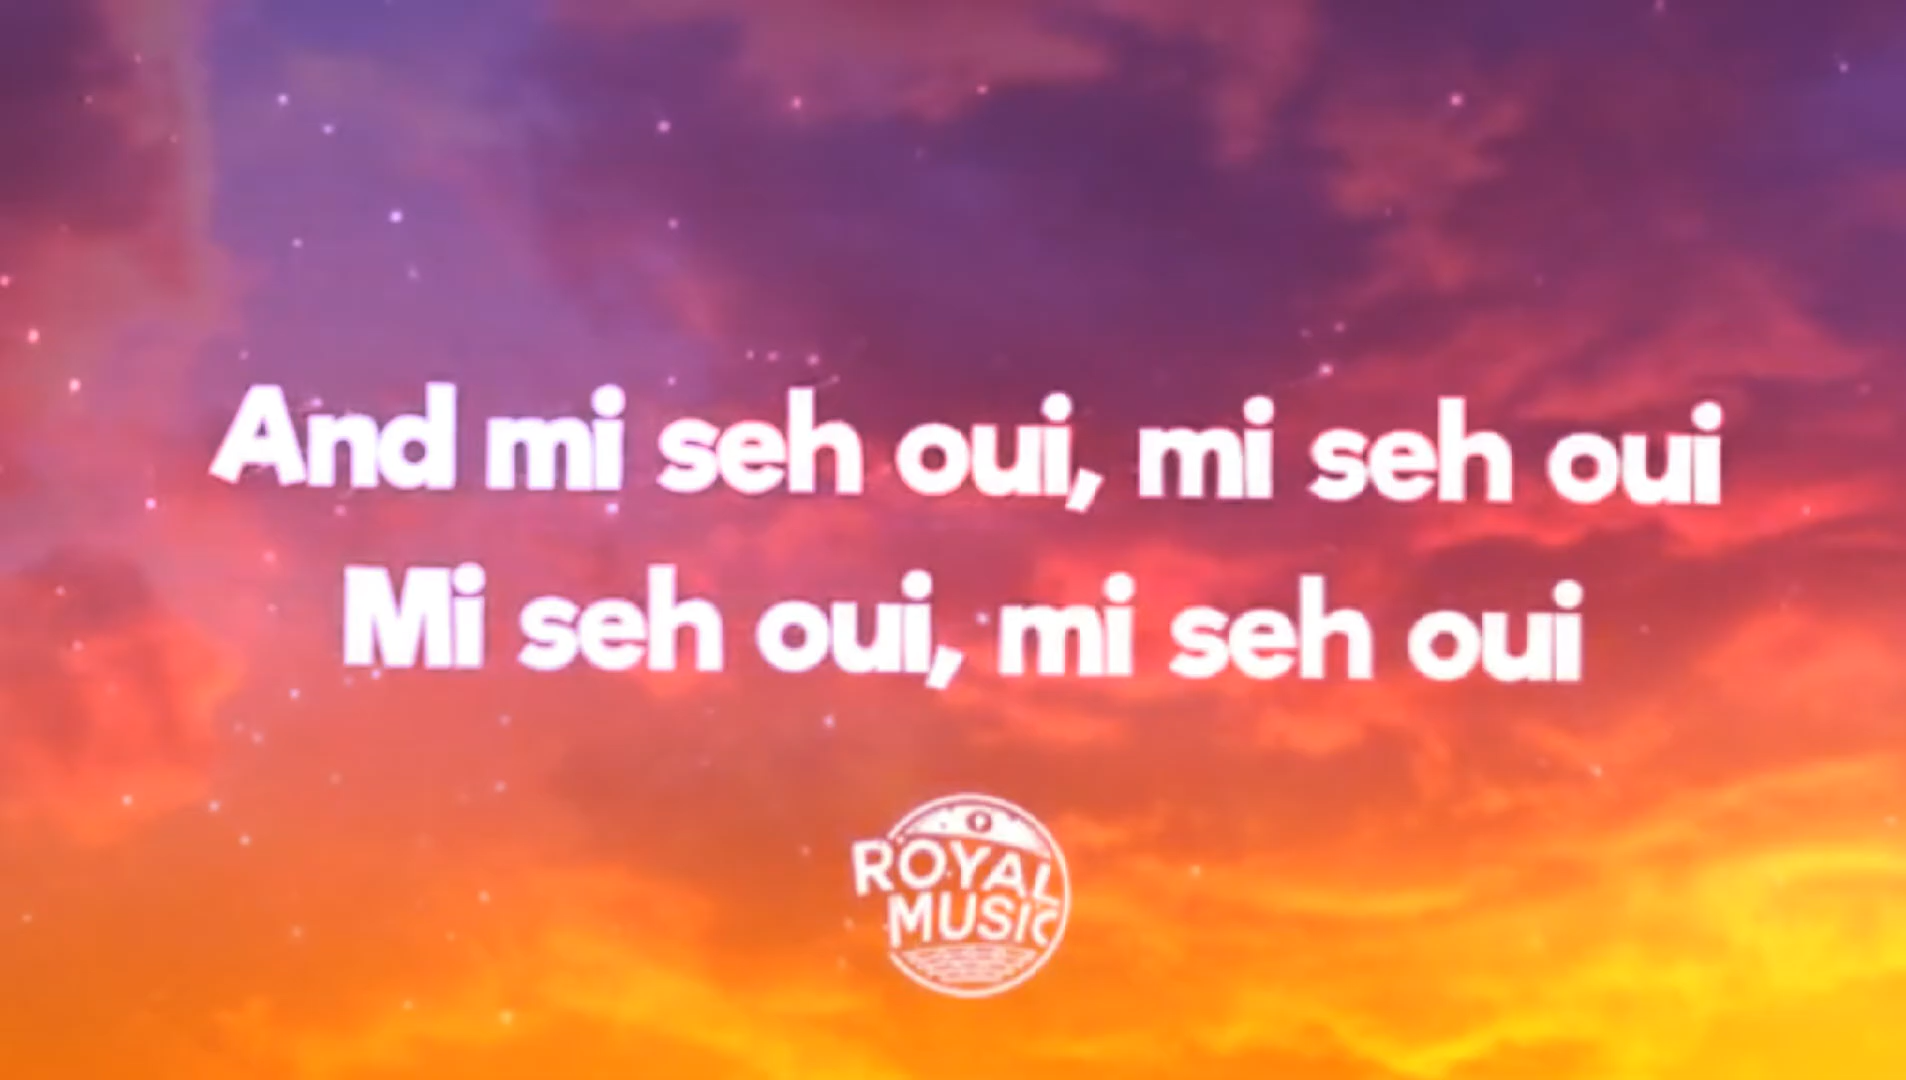 And mi seh oui, mi seh oui
Mi seh oui, mi seh oui
ROYAL
MUSIC